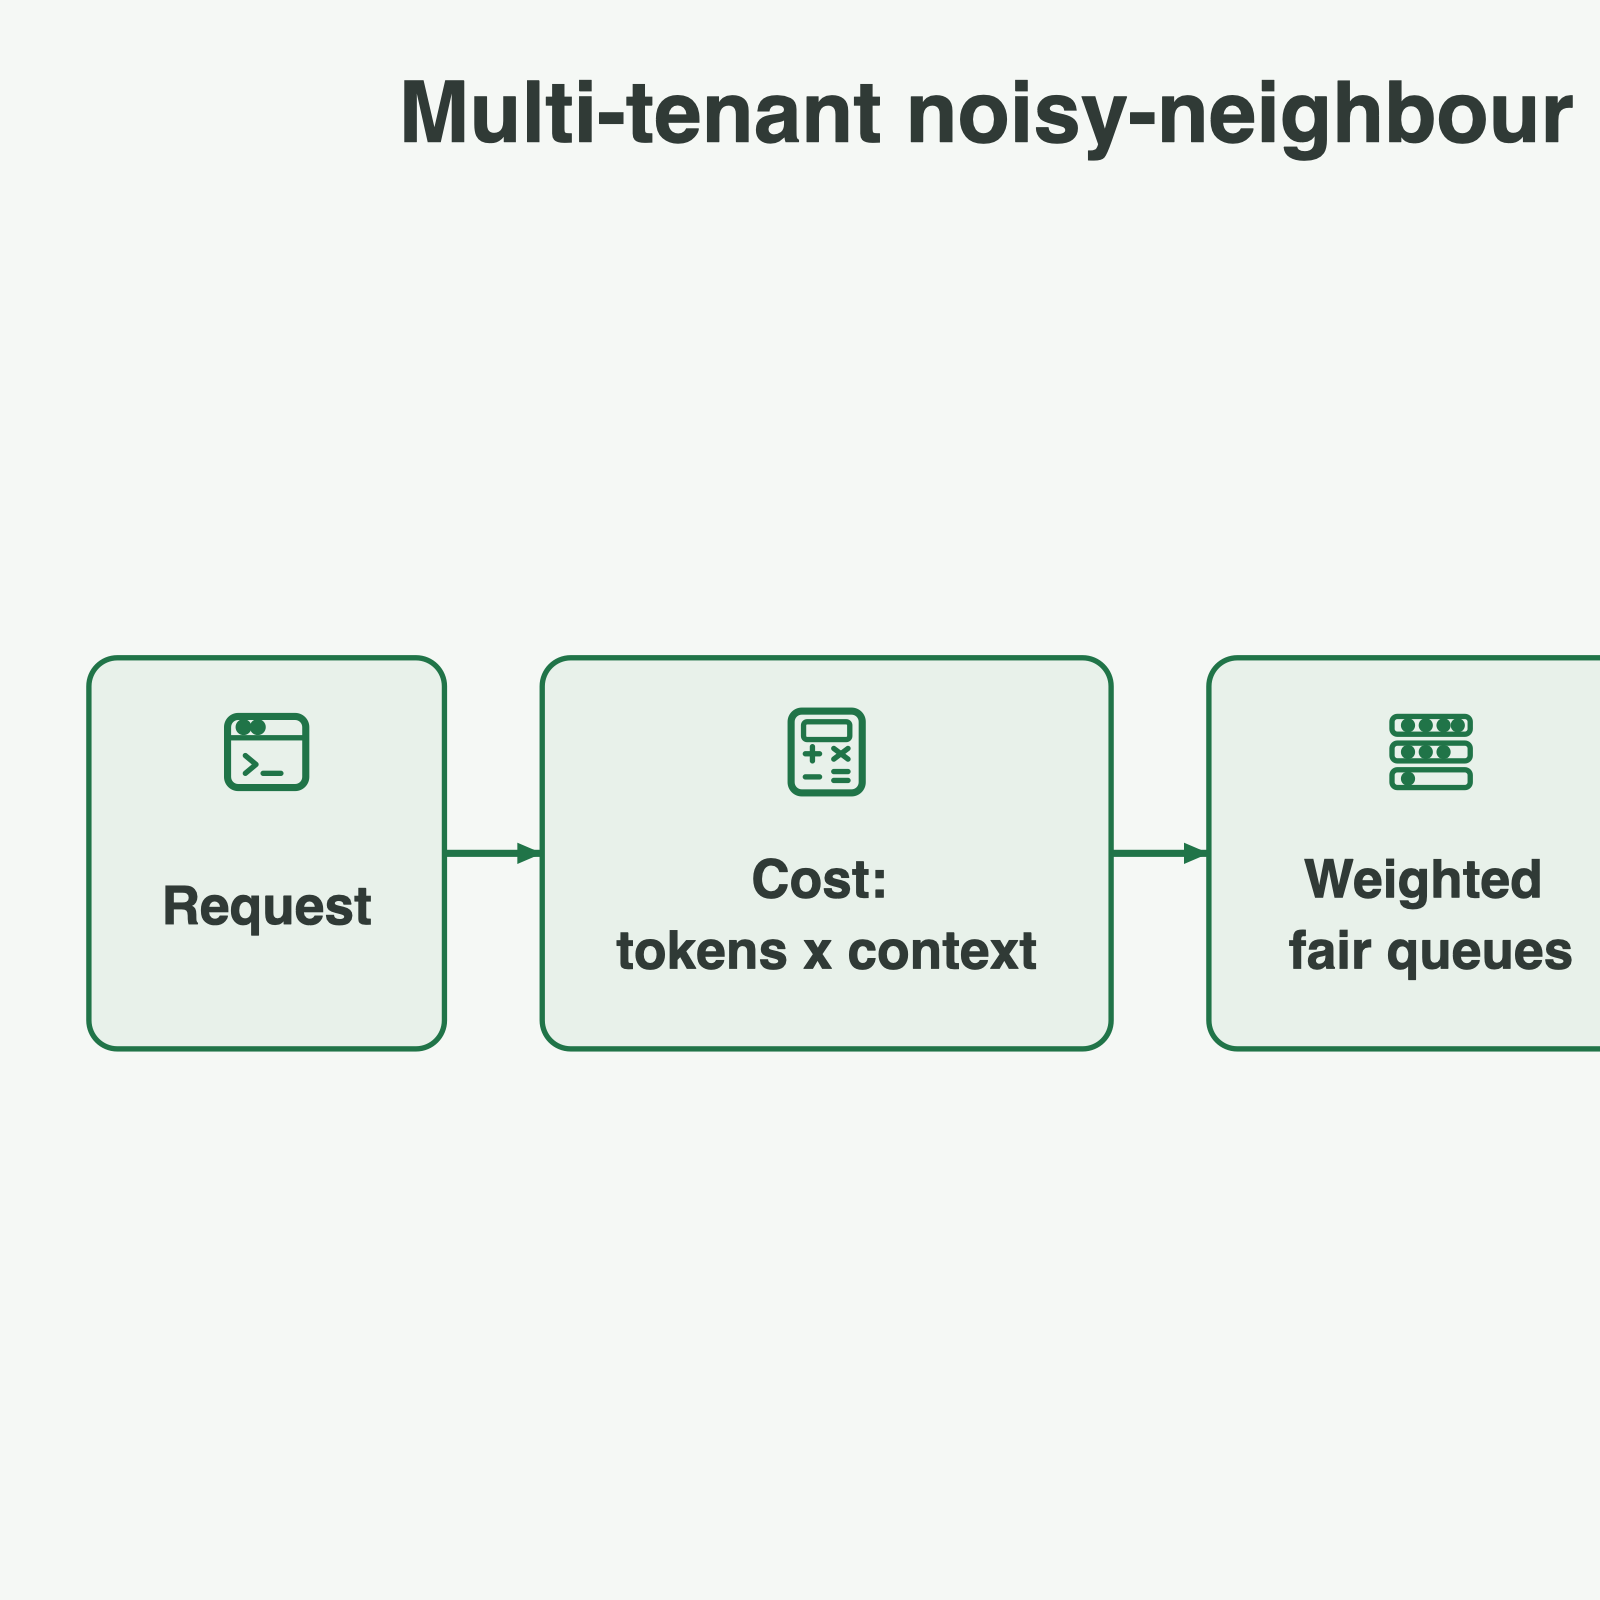 Multi-tenant noisy-neighbour
Request
Cost:
tokens x context
Weighted
fair queues